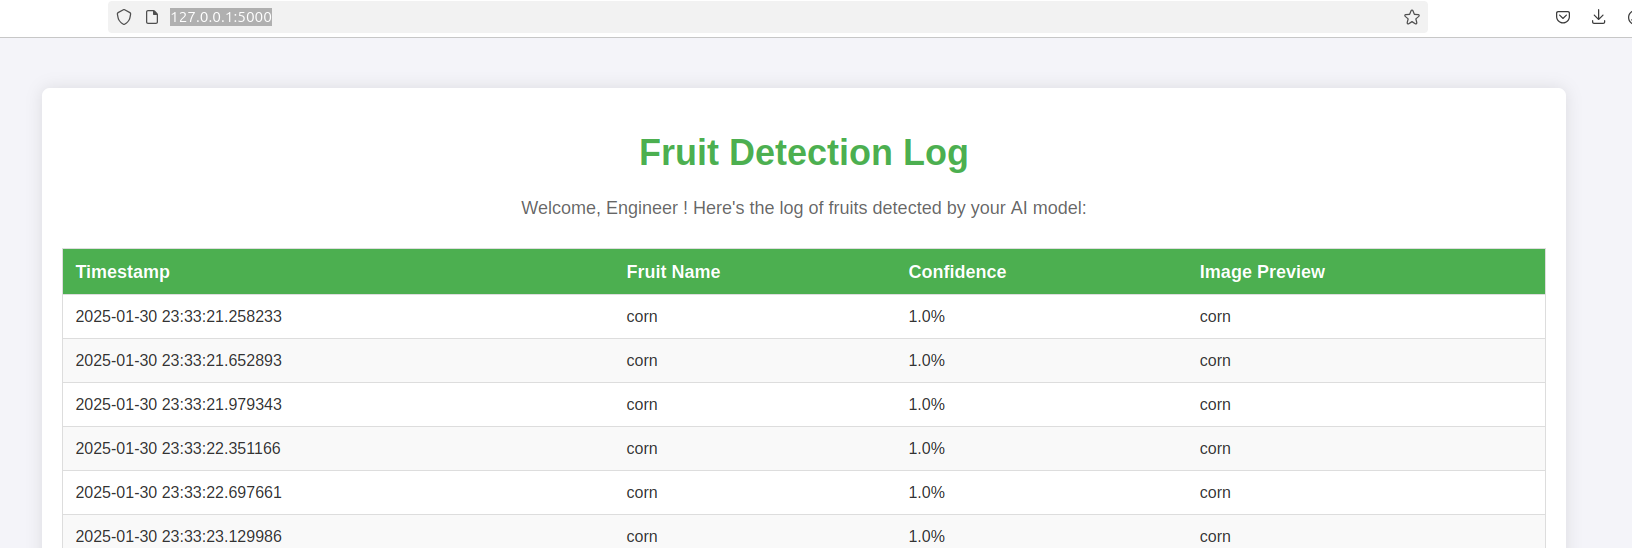 127.0.0.1:5000
Fruit Detection Log
Welcome, Engineer ! Here's the log of fruits detected by your AI model:
Timestamp Fruit Name Confidence Image Preview
2025-01-30 23:33:21.258233 corn 1.0% corn
2025-01-30 23:33:21.652893 corn 1.0% corn
2025-01-30 23:33:21.979343 corn 1.0% corn
2025-01-30 23:33:22.351166 corn 1.0% corn
2025-01-30 23:33:22.697661 corn 1.0% corn
2025-01-30 23:33:23.129986 corn 1.0% corn